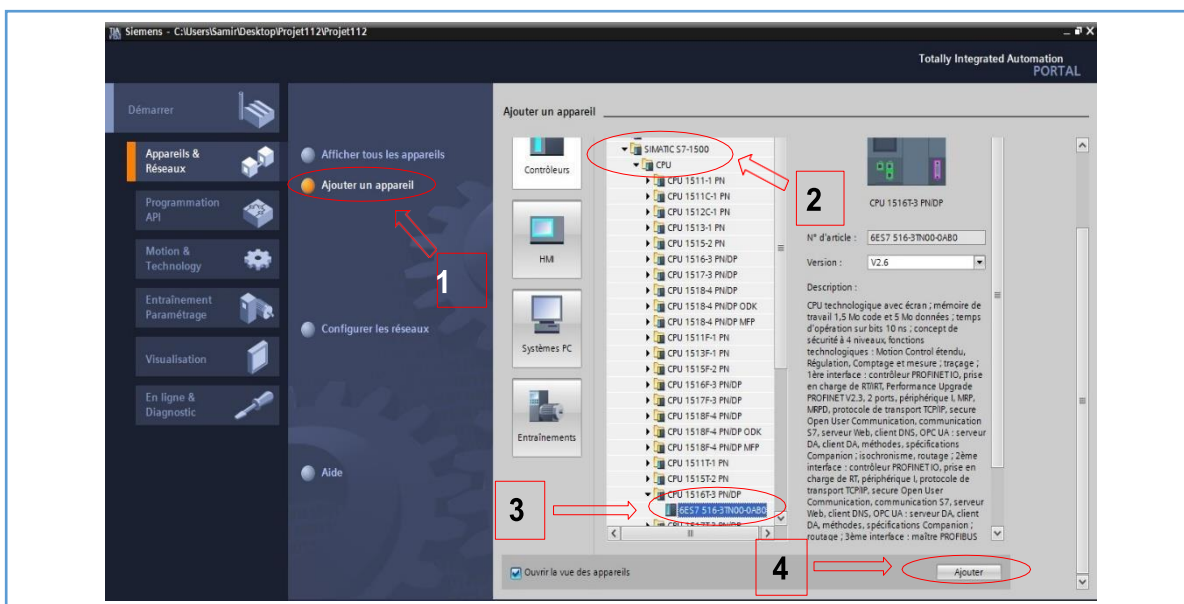 Siemens - C:\Users\Samir\Desktop\Projet112\Projet112
Totally Integrated Automation
PORTAL
Démarrer
Appareils &
Réseaux
Programmation
API
Motion &
Technology
Entraînement
Paramétrage
Visualisation
En ligne &
Diagnostic
Afficher tous les appareils
Ajouter un appareil
1
Configurer les réseaux
Aide
Ajouter un appareil
Contrôleurs
HMI
Systèmes PC
Entraînements
SIMATIC S7-1500
CPU
CPU 1511-1 PN
CPU 1511C-1 PN
CPU 1512C-1 PN
CPU 1513-1 PN
CPU 1515-2 PN
CPU 1516-3 PN/DP
CPU 1517-3 PN/DP
CPU 1518-4 PN/DP
CPU 1518-4 PN/DP ODK
CPU 1518-4 PN/DP MFP
CPU 1511F-1 PN
CPU 1513F-1 PN
CPU 1515F-2 PN
CPU 1516F-3 PN/DP
CPU 1517F-3 PN/DP
CPU 1518F-4 PN/DP
CPU 1518F-4 PN/DP ODK
CPU 1518F-4 PN/DP MFP
CPU 1511T-1 PN
CPU 1515T-2 PN
CPU 1516T-3 PN/DP
6ES7 516-3TN00-0AB0
CPU 1517T-3 PN/DP
2
3
CPU 1516T-3 PN/DP
N° d'article : 6ES7 516-3TN00-0AB0
Version : V2.6
Description :
CPU technologique avec écran ; mémoire de
travail 1,5 Mo code et 5 Mo données ; temps
d'opération sur bits 10 ns ; concept de
sécurité à 4 niveaux, fonctions
technologiques : Motion Control étendu,
Régulation, Comptage et mesure ; traçage ;
1ère interface : contrôleur PROFINET IO, prise
en charge de RT/IRT, Performance Upgrade
PROFINET V2.3, 2 ports, périphérique I, MRP,
MRPD, protocole de transport TCP/IP, secure
Open User Communication, communication
S7, serveur Web, client DNS, OPC UA : serveur
DA, client DA, méthodes, spécifications
Companion ; isochronisme, routage ; 2ème
interface : contrôleur PROFINET IO, prise en
charge de RT, périphérique I, protocole de
transport TCP/IP, secure Open User
Communication, communication S7, serveur
Web, client DNS, OPC UA : serveur DA, client
DA, méthodes, spécifications Companion ;
routage ; 3ème interface : maître PROFIBUS
Ouvrir la vue des appareils
4
Ajouter